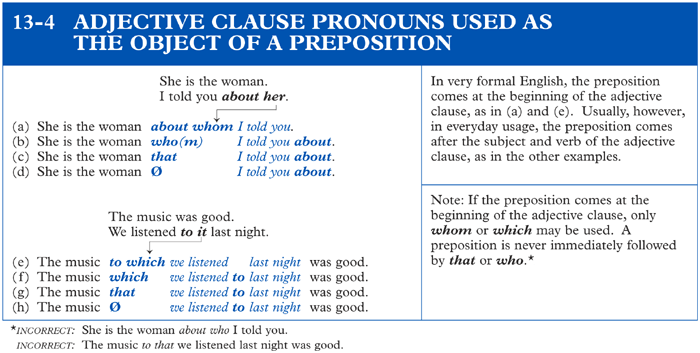 13-4 ADJECTIVE CLAUSE PRONOUNS USED AS
THE OBJECT OF A PREPOSITION
She is the woman.
I told you about her.
(a) She is the woman about whom I told you.
(b) She is the woman who(m) I told you about.
(c) She is the woman that I told you about.
(d) She is the woman Ø I told you about.
In very formal English, the preposition
comes at the beginning of the adjective
clause, as in (a) and (e). Usually, however,
in everyday usage, the preposition comes
after the subject and verb of the adjective
clause, as in the other examples.
The music was good.
We listened to it last night.
(e) The music to which we listened last night was good.
(f) The music which we listened to last night was good.
(g) The music that we listened to last night was good.
(h) The music Ø we listened to last night was good.
Note: If the preposition comes at the
beginning of the adjective clause, only
whom or which may be used. A
preposition is never immediately followed
by that or who.*
*INCORRECT: She is the woman about who I told you.
INCORRECT: The music to that we listened last night was good.